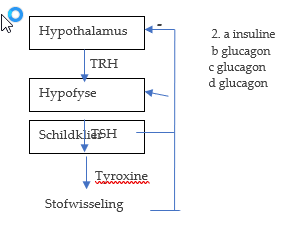 Hypothalamus
-
TRH
Hypofyse
Schildklier
TSH
Tyroxine
Stofwisseling
2. a insuline
b glucagon
c glucagon
d glucagon